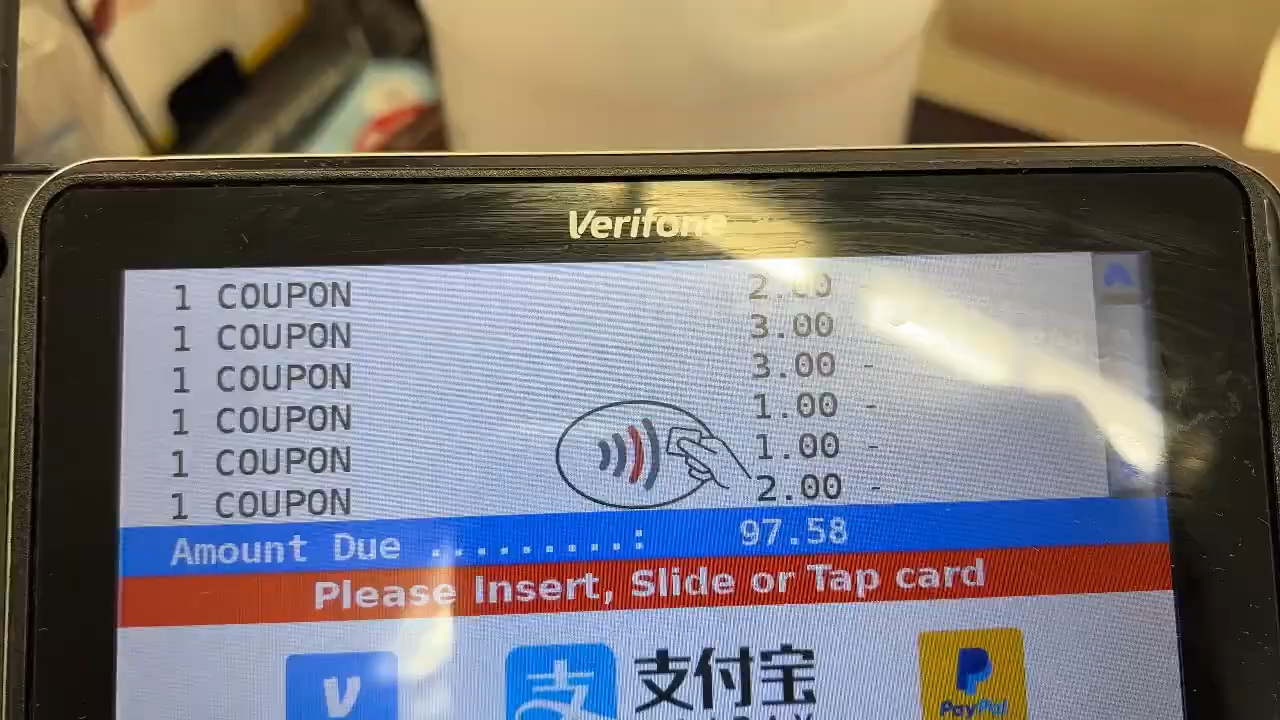 Verifone
1 COUPON 2.00
1 COUPON 3.00
1 COUPON 3.00 -
1 COUPON 1.00 -
1 COUPON 1.00 -
1 COUPON 2.00 -
Amount Due ..........: 97.58
Please Insert, Slide or Tap card
V
支 支付宝
P PayPal